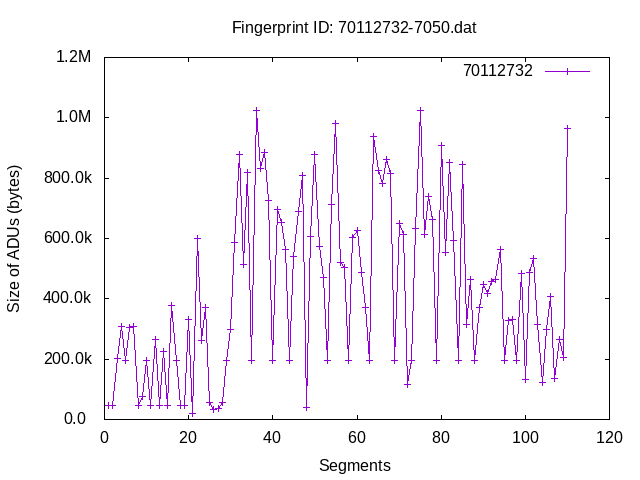 Fingerprint ID: 70112732-7050.dat
70112732
1.2M
1.0M
800.0k
600.0k
400.0k
200.0k
0.0
Size of ADUs (bytes)
0 20 40 60 80 100 120
Segments